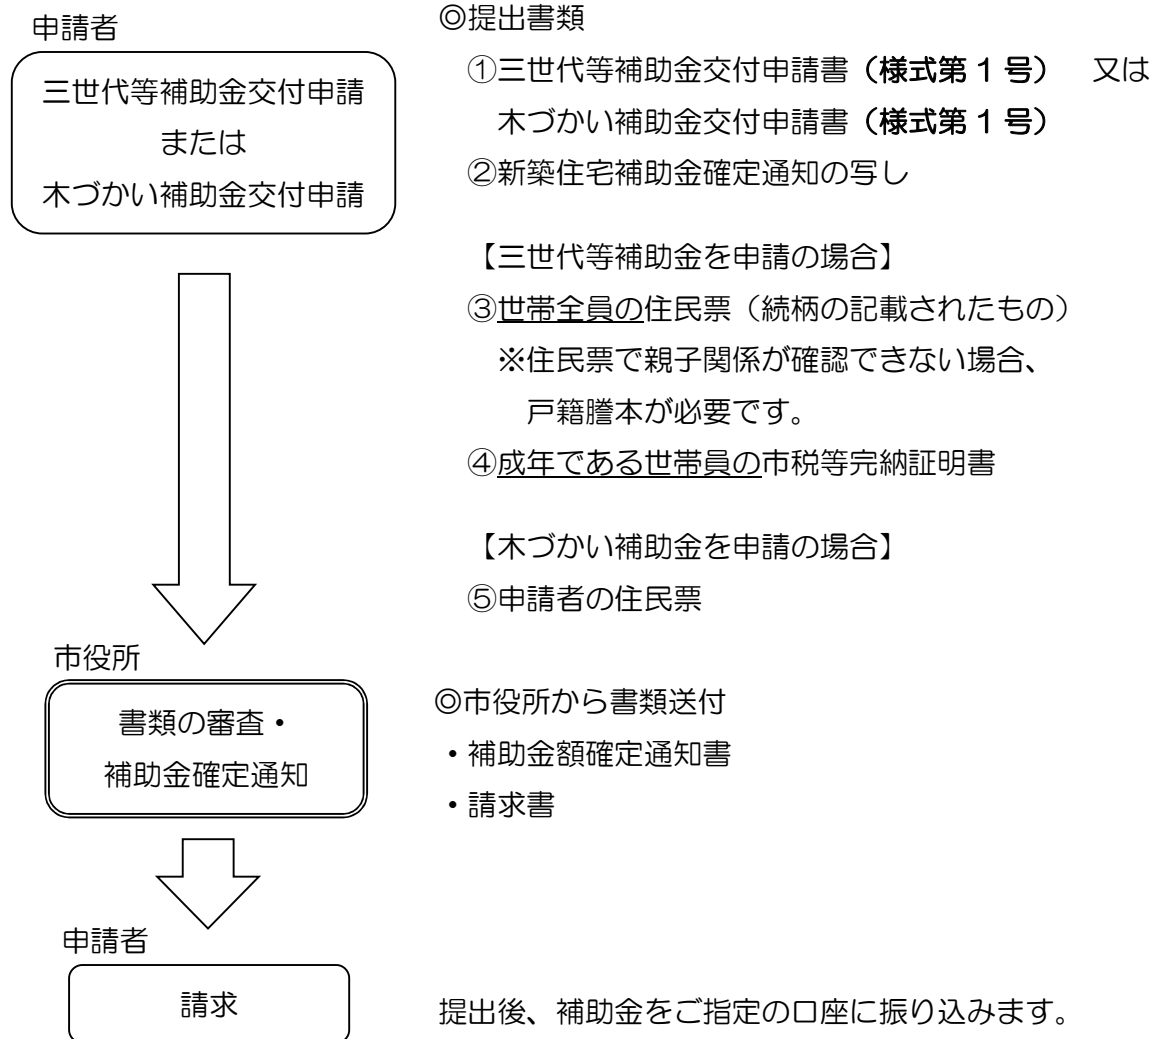 申請者
三世代等補助金交付申請
または
木づかい補助金交付申請
◎提出書類
①三世代等補助金交付申請書（様式第1号）　又は
木づかい補助金交付申請書（様式第1号）
②新築住宅補助金確定通知の写し
【三世代等補助金を申請の場合】
③世帯全員の住民票（続柄の記載されたもの）
※住民票で親子関係が確認できない場合、
戸籍謄本が必要です。
④成年である世帯員の市税等完納証明書
【木づかい補助金を申請の場合】
⑤申請者の住民票
市役所
書類の審査・
補助金確定通知
◎市役所から書類送付
・補助金額確定通知書
・請求書
申請者
請求
提出後、補助金をご指定の口座に振り込みます。